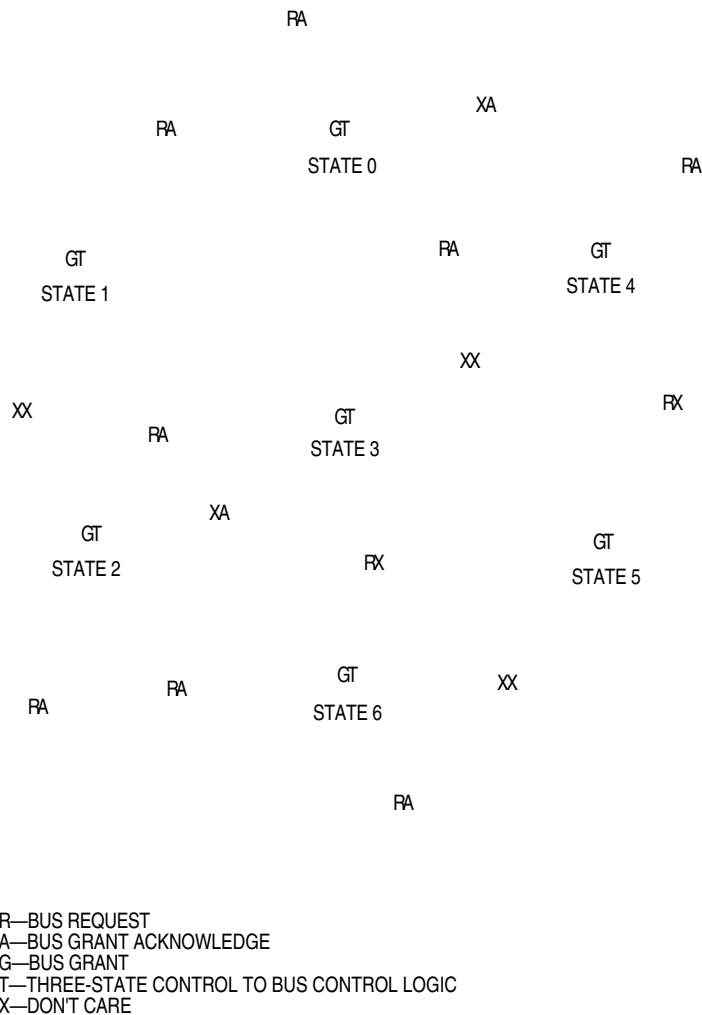 RA
XA
RA
GT
STATE 0
RA
RA
GT
GT
STATE 4
STATE 1
XX
RX
XX
GT
RA
STATE 3
XA
GT
GT
RX
STATE 2
STATE 5
GT
XX
RA
RA
STATE 6
RA
R—BUS REQUEST
A—BUS GRANT ACKNOWLEDGE
G—BUS GRANT
T—THREE-STATE CONTROL TO BUS CONTROL LOGIC
X—DON'T CARE